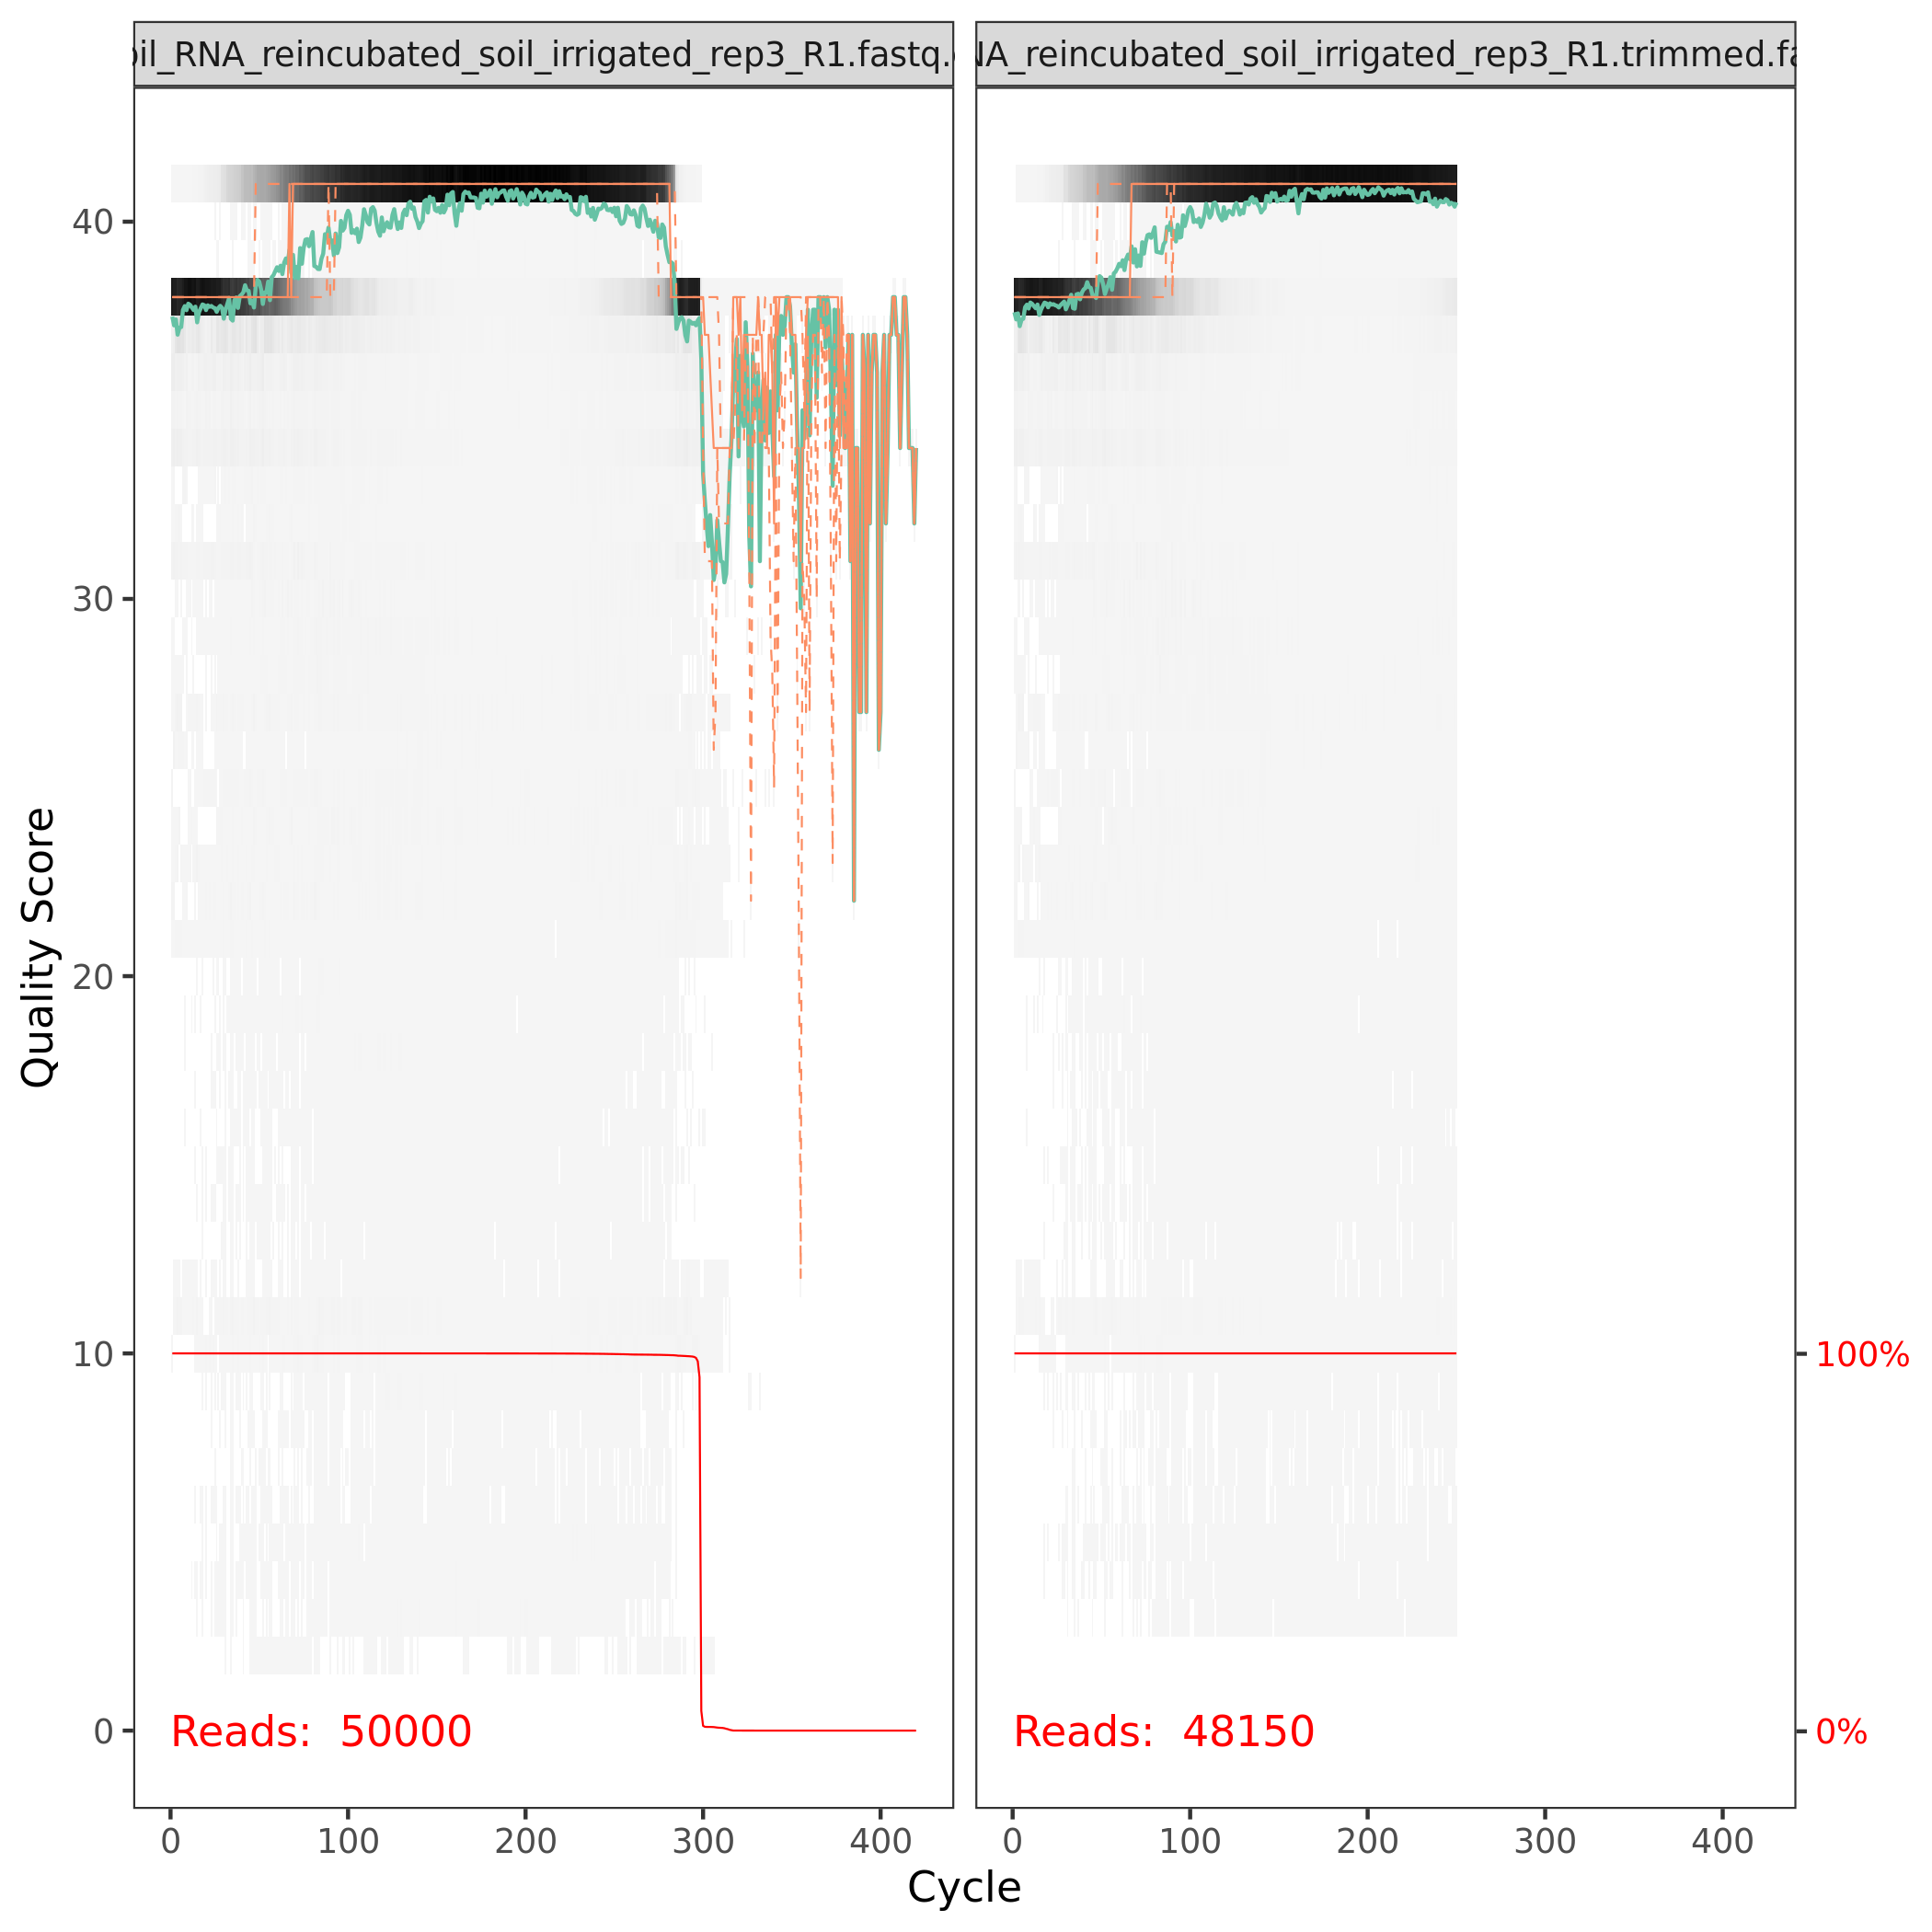 oil_RNA_reincubated_soil_irrigated_rep3_R1.fastq.
NA_reincubated_soil_irrigated_rep3_R1.trimmed.fa
Quality Score
40
30
20
10
0
Reads: 50000
Reads: 48150
100%
0%
0 100 200 300 400
0 100 200 300 400
Cycle